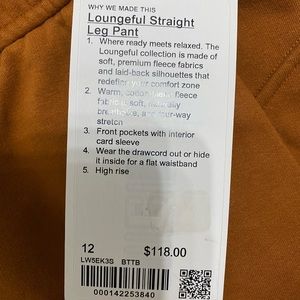 WHY WE MADE THIS
Loungeful Straight
Leg Pant
1. Where ready meets relaxed. The
Loungeful collection is made of
soft, premium fleece fabrics
and laid-back silhouettes that
redefine your comfort zone
2. Warm, cotton fleece
fabric is soft, naturally
breathable, and four-way
stretch
3. Front pockets with interior
card sleeve
4. Wear the drawcord out or hide
it inside for a flat waistband
5. High rise
12 $118.00
LW5EK3S BTTB
000142253840